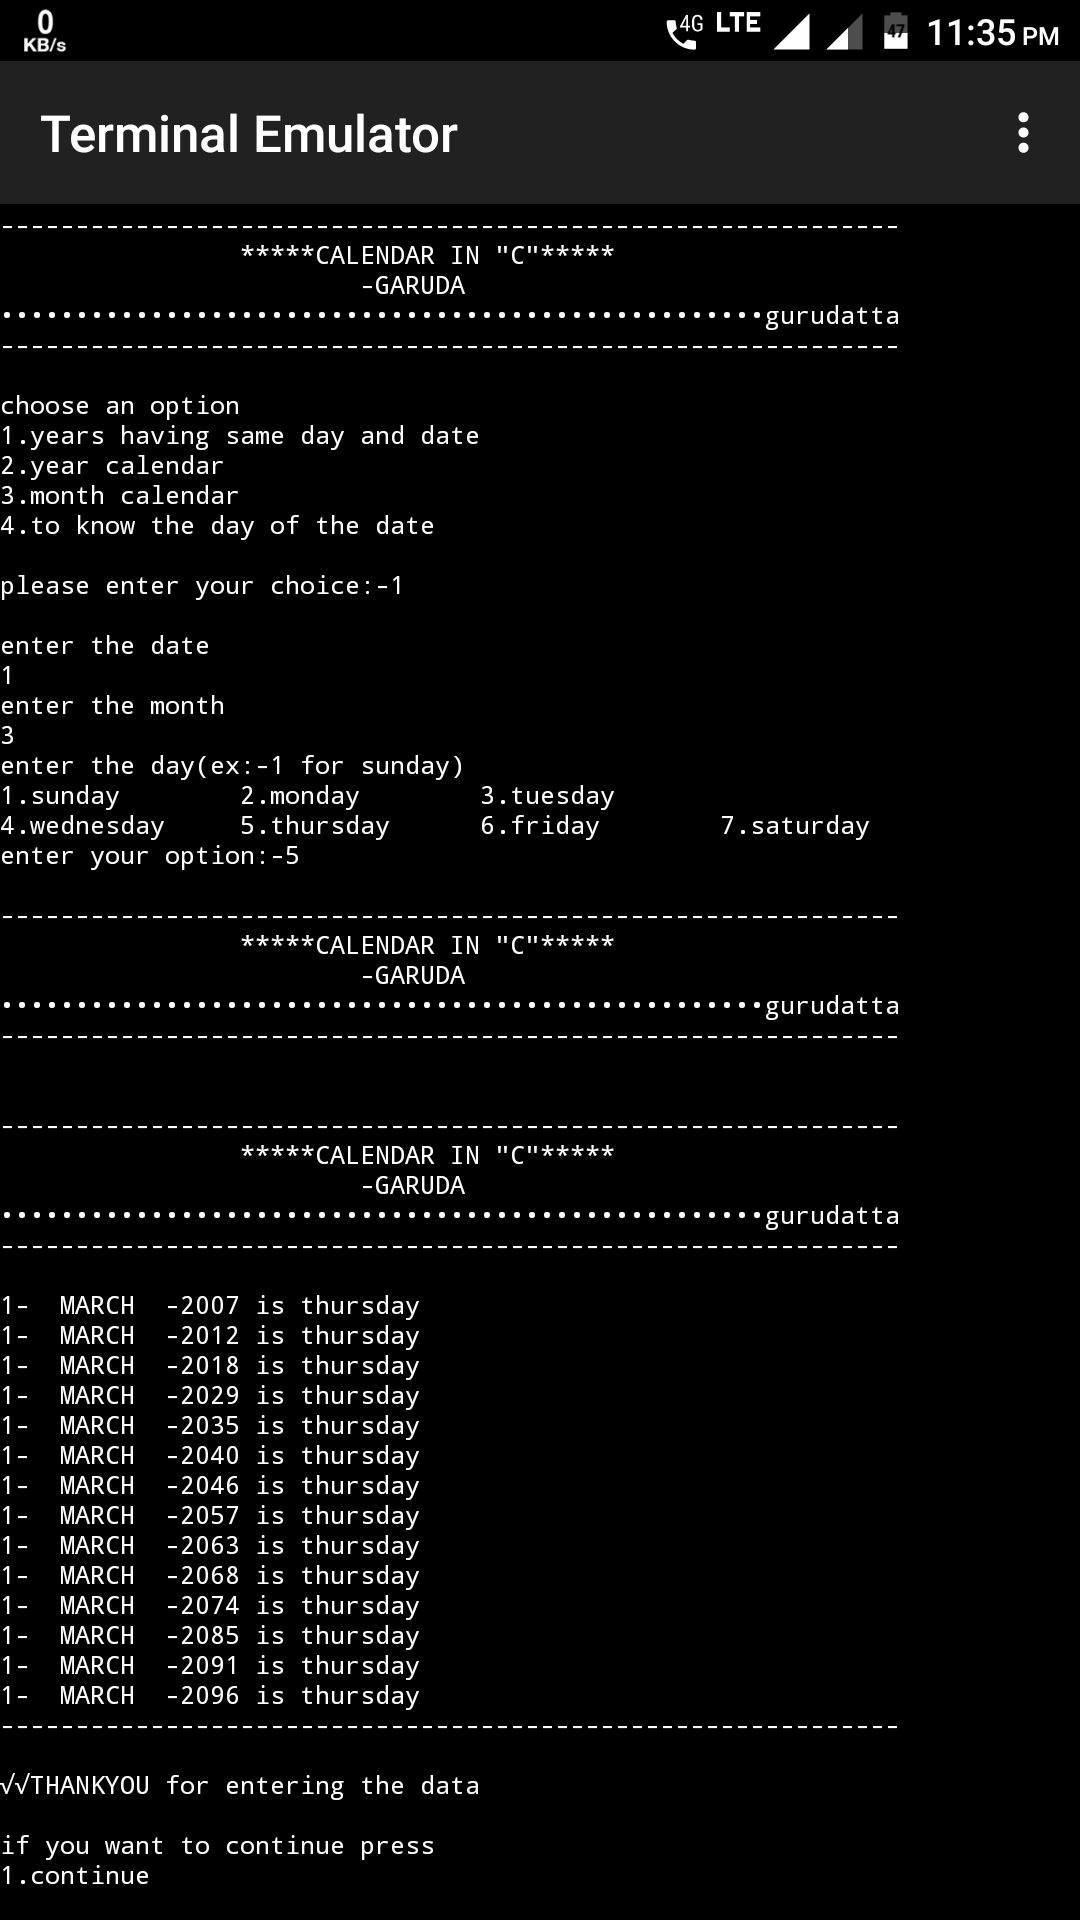 0
KB/s
4G LTE 47 11:35 PM
Terminal Emulator
------------------------------------------------------------
*****CALENDAR IN "C"*****
-GARUDA
•••••••••••••••••••••••••••••••••••••••••••••••••••gurudatta
------------------------------------------------------------
choose an option
1.years having same day and date
2.year calendar
3.month calendar
4.to know the day of the date
please enter your choice:-1
enter the date
1
enter the month
3
enter the day(ex:-1 for sunday)
1.sunday        2.monday        3.tuesday
4.wednesday     5.thursday      6.friday        7.saturday
enter your option:-5
------------------------------------------------------------
*****CALENDAR IN "C"*****
-GARUDA
•••••••••••••••••••••••••••••••••••••••••••••••••••gurudatta
------------------------------------------------------------
------------------------------------------------------------
*****CALENDAR IN "C"*****
-GARUDA
•••••••••••••••••••••••••••••••••••••••••••••••••••gurudatta
------------------------------------------------------------
1-  MARCH  -2007 is thursday
1-  MARCH  -2012 is thursday
1-  MARCH  -2018 is thursday
1-  MARCH  -2029 is thursday
1-  MARCH  -2035 is thursday
1-  MARCH  -2040 is thursday
1-  MARCH  -2046 is thursday
1-  MARCH  -2057 is thursday
1-  MARCH  -2063 is thursday
1-  MARCH  -2068 is thursday
1-  MARCH  -2074 is thursday
1-  MARCH  -2085 is thursday
1-  MARCH  -2091 is thursday
1-  MARCH  -2096 is thursday
------------------------------------------------------------
√√THANKYOU for entering the data
if you want to continue press
1.continue